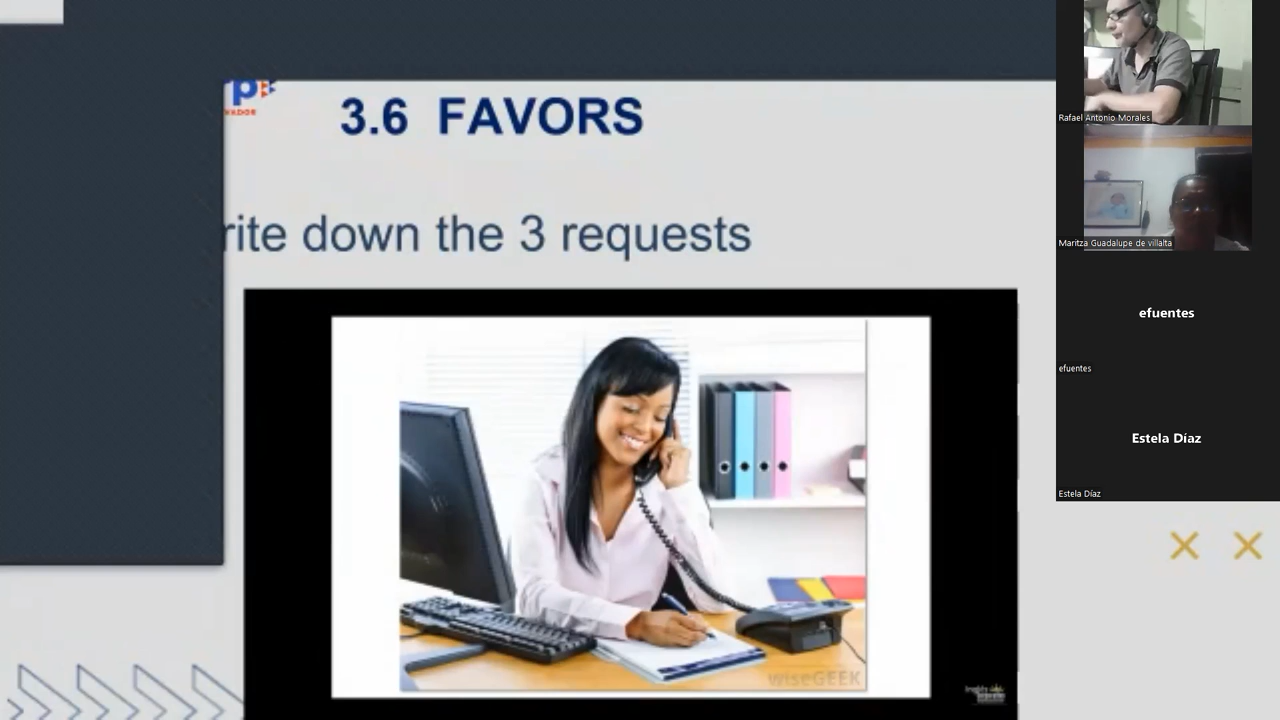 p
VADOR
3.6 FAVORS
rite down the 3 requests
wiseGEEK
Rafael Antonio Morales
Maritza Guadalupe de villalta
efuentes
efuentes
Estela Díaz
Estela Díaz